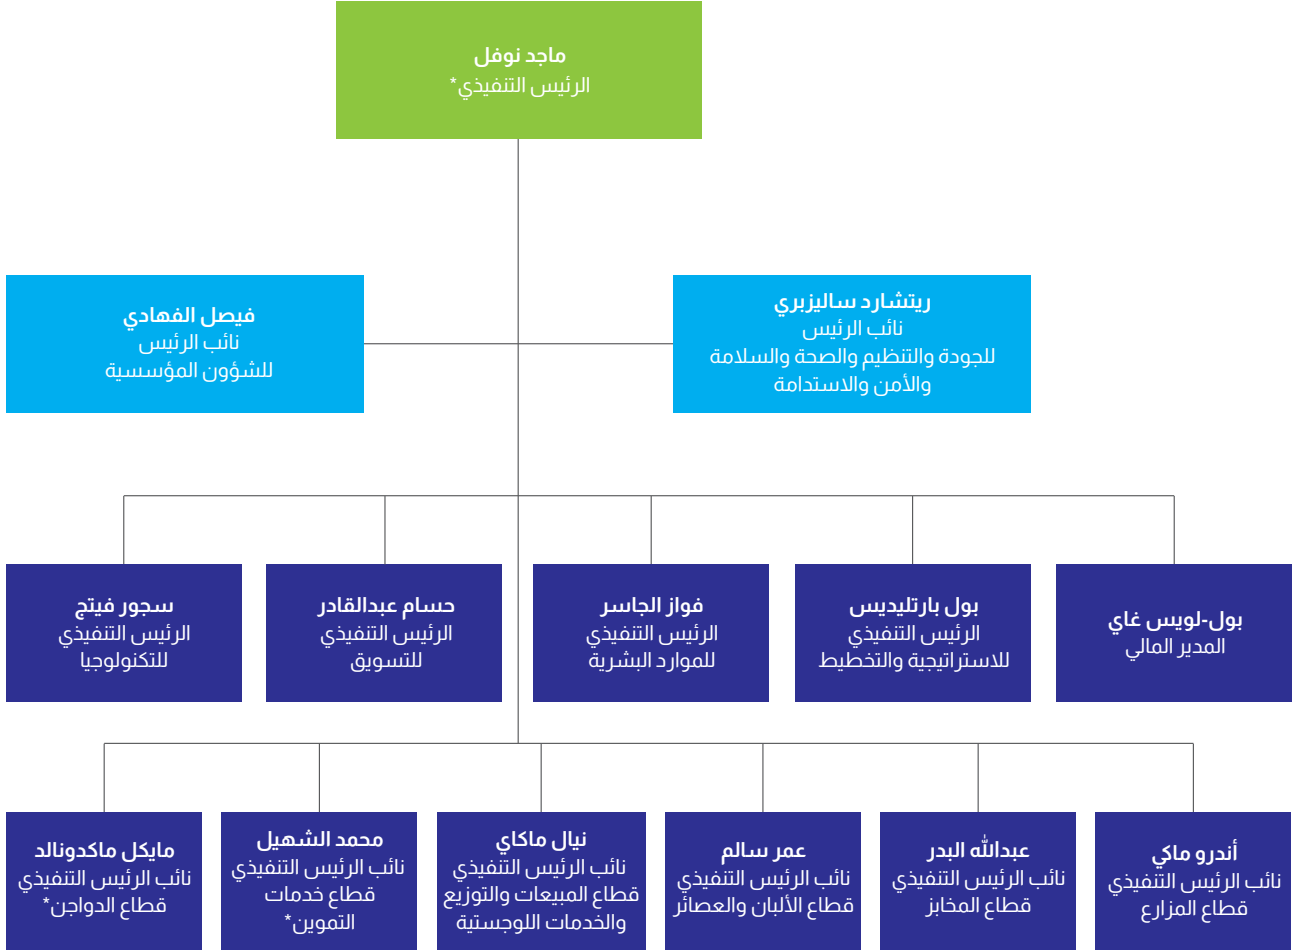 ماجد نوفل
الرئيس التنفيذي*
ريتشارد ساليزبري
نائب الرئيس
للجودة والتنظيم والصحة والسلامة
والأمن والاستدامة
فيصل الفهادي
نائب الرئيس
للشؤون المؤسسية
بول-لويس غاي
المدير المالي
بول بارتليديس
الرئيس التنفيذي
للاستراتيجية والتخطيط
فواز الجاسر
الرئيس التنفيذي
للموارد البشرية
حسام عبدالقادر
الرئيس التنفيذي
للتسويق
سجور فيتج
الرئيس التنفيذي
للتكنولوجيا
أندرو ماكي
نائب الرئيس التنفيذي
قطاع المزارع
عبدالله البدر
نائب الرئيس التنفيذي
قطاع المخابز
عمر سالم
نائب الرئيس التنفيذي
قطاع الألبان والعصائر
نيال ماكاي
نائب الرئيس التنفيذي
قطاع المبيعات والتوزيع
والخدمات اللوجستية
محمد الشهيل
نائب الرئيس التنفيذي
قطاع خدمات
التموين*
مايكل ماكدونالد
نائب الرئيس التنفيذي
قطاع الدواجن*